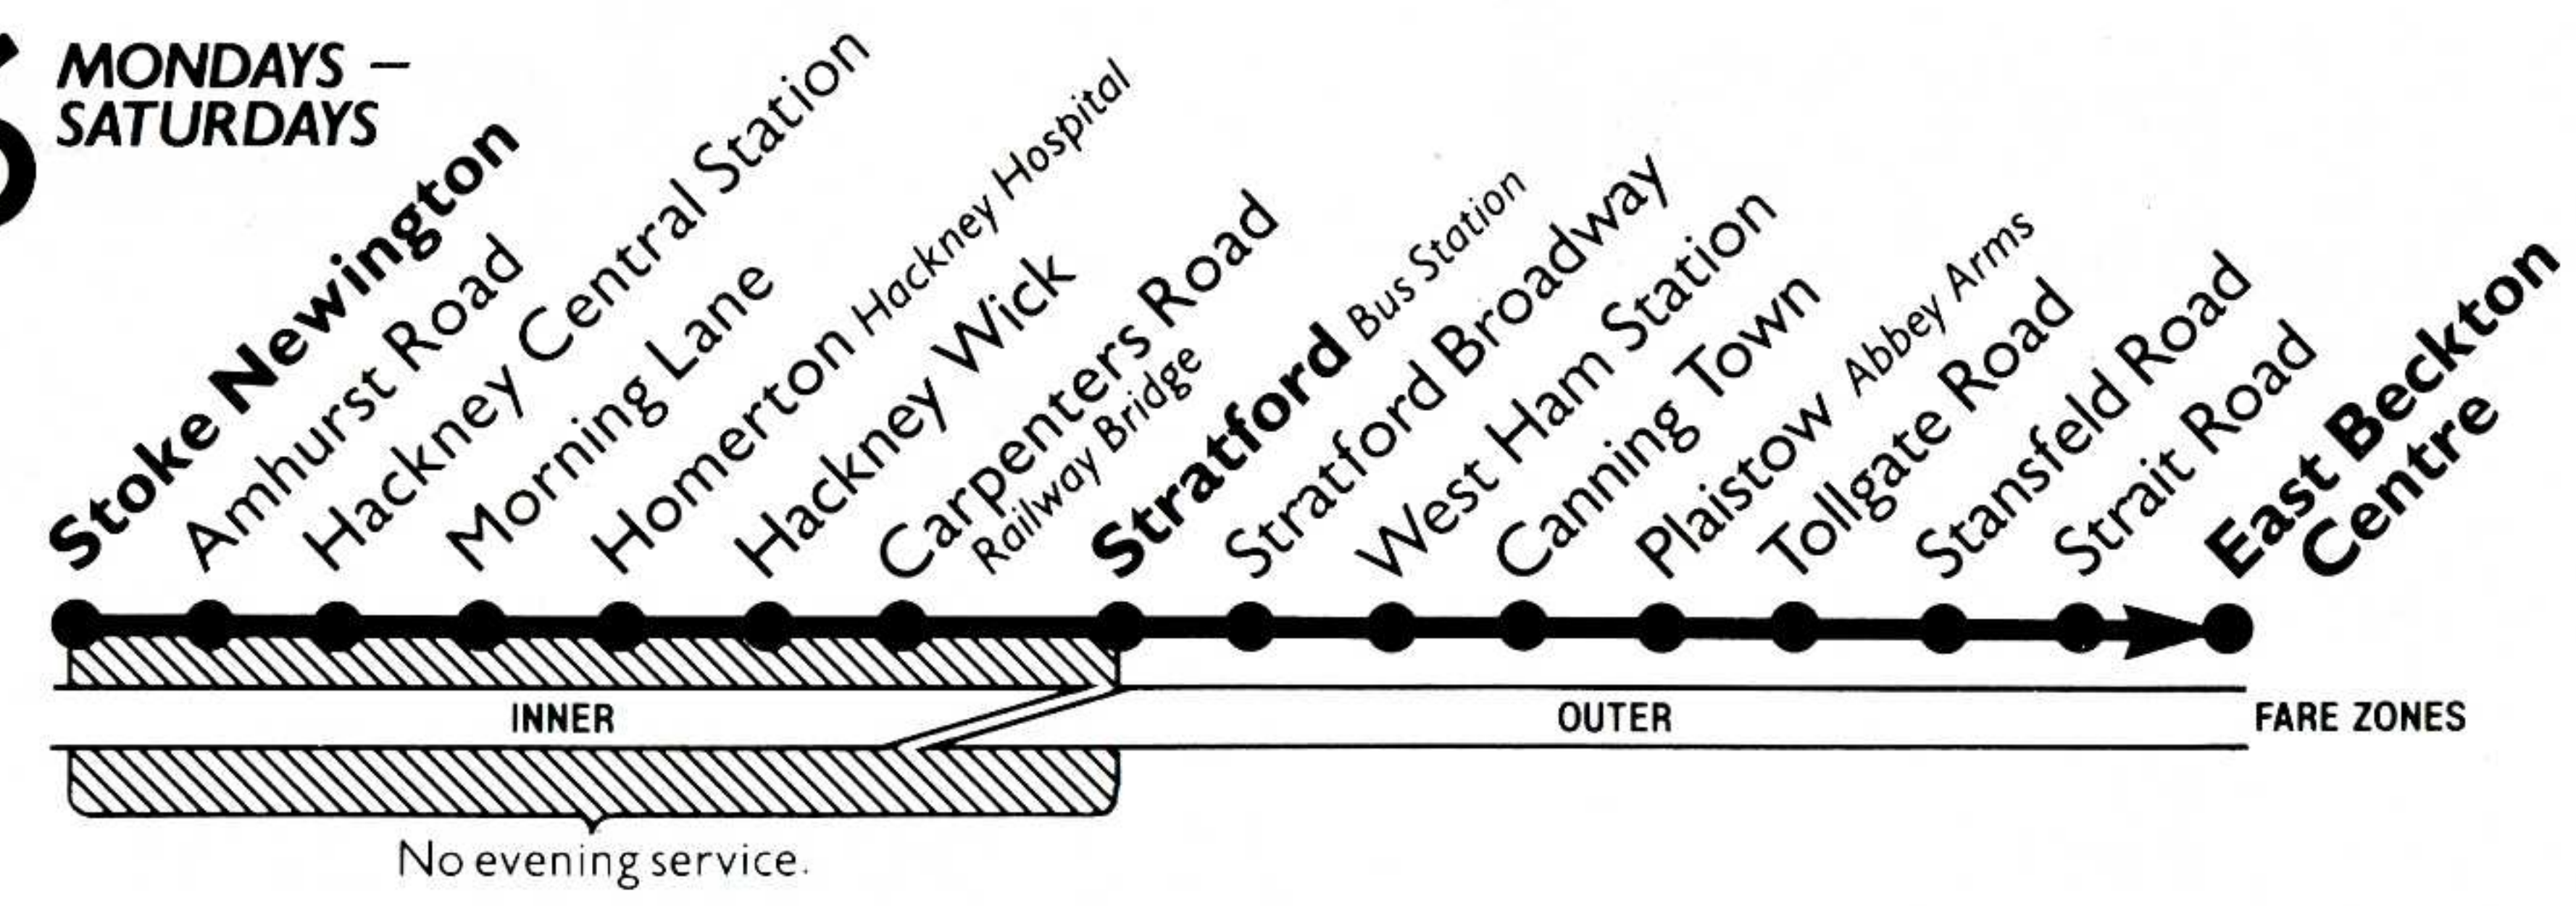 MONDAYS –
SATURDAYS
Stoke Newington
Amhurst Road
Hackney Central Station
Morning Lane
Homerton Hackney Hospital
Hackney Wick
Carpenters Road
Railway Bridge
Stratford Bus Station
Stratford Broadway
West Ham Station
Canning Town
Plaistow Abbey Arms
Tollgate Road
Stansfeld Road
Strait Road
East Beckton
Centre
INNER
OUTER
FARE ZONES
No evening service.